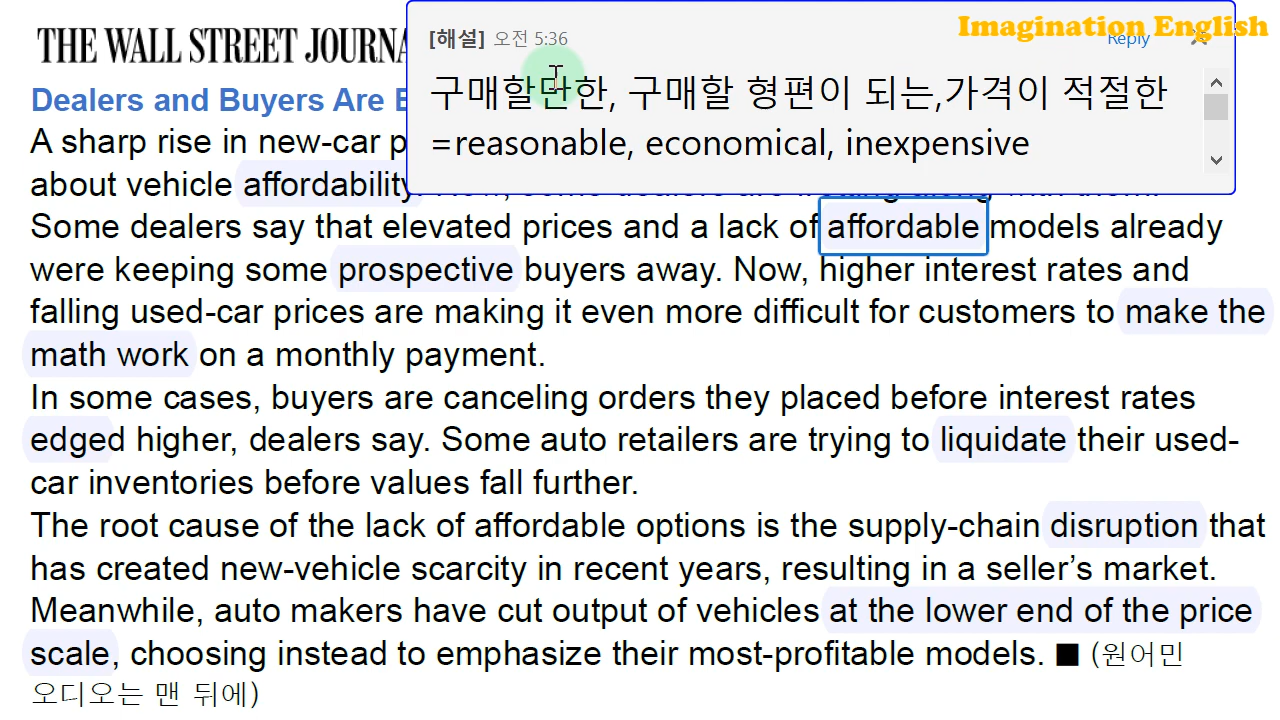 THE WALL STREET JOURNA
Imagination English
[해설] 오전 5:36
Reply
구매할만한, 구매할 형편이 되는,가격이 적절한
=reasonable, economical, inexpensive
Dealers and Buyers Are
A sharp rise in new-car p
about vehicle affordability.
Some dealers say that elevated prices and a lack of affordable models already
were keeping some prospective buyers away. Now, higher interest rates and
falling used-car prices are making it even more difficult for customers to make the
math work on a monthly payment.
In some cases, buyers are canceling orders they placed before interest rates
edged higher, dealers say. Some auto retailers are trying to liquidate their used-
car inventories before values fall further.
The root cause of the lack of affordable options is the supply-chain disruption that
has created new-vehicle scarcity in recent years, resulting in a seller’s market.
Meanwhile, auto makers have cut output of vehicles at the lower end of the price
scale, choosing instead to emphasize their most-profitable models. ■ (원어민
오디오는 맨 뒤에)